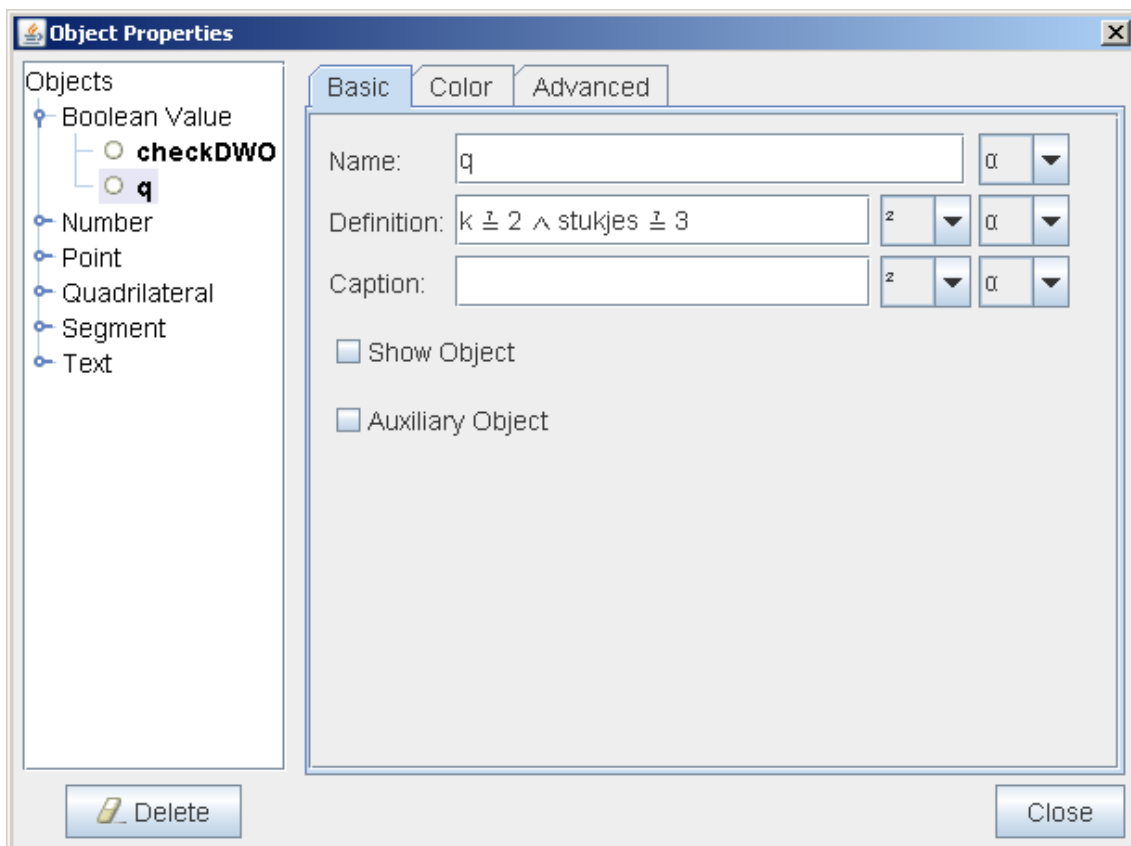 Object Properties
Objects
Boolean Value
checkDWO
q
Number
Point
Quadrilateral
Segment
Text
Basic Color Advanced
Name: q α
Definition: k ≟ 2 ∧ stukjes ≟ 3 ² α
Caption: ² α
Show Object
Auxiliary Object
Delete
Close